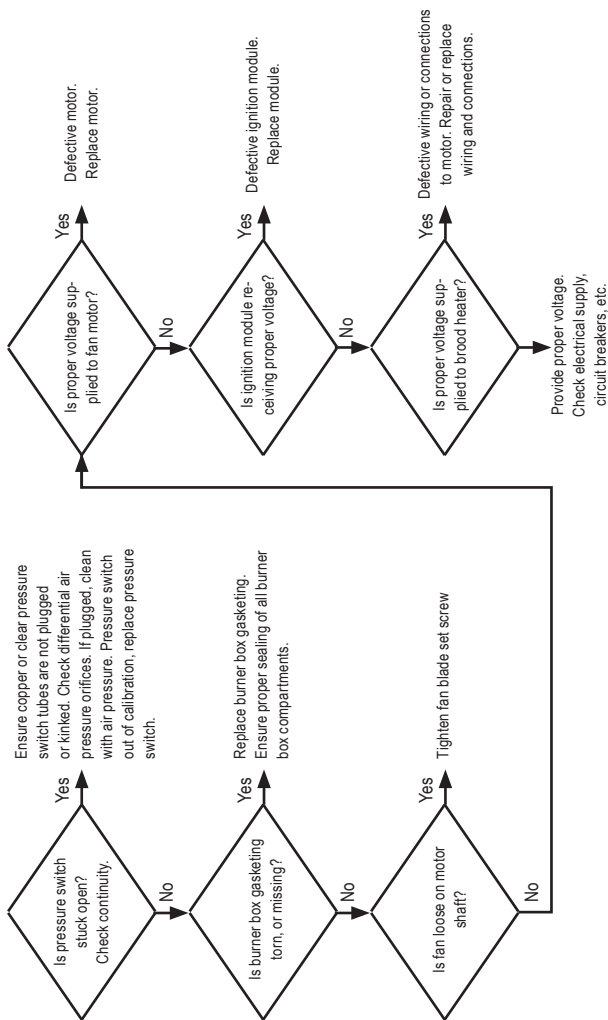 Is pressure switch
stuck open?
Check continuity.
Yes
Ensure copper or clear pressure
switch tubes are not plugged
or kinked. Check differential air
pressure orifices. If plugged, clean
with air pressure. Pressure switch
out of calibration, replace pressure
switch.
No
Is burner box gasketing
torn, or missing?
Yes
Replace burner box gasketing.
Ensure proper sealing of all burner
box compartments.
No
Is fan loose on motor
shaft?
Yes
Tighten fan blade set screw
No
Is proper voltage sup-
plied to fan motor?
Yes
Defective motor.
Replace motor.
No
Is ignition module re-
ceiving proper voltage?
Yes
Defective ignition module.
Replace module.
No
Is proper voltage sup-
plied to brood heater?
Yes
Defective wiring or connections
to motor. Repair or replace
wiring and connections.
Provide proper voltage.
Check electrical supply,
circuit breakers, etc.